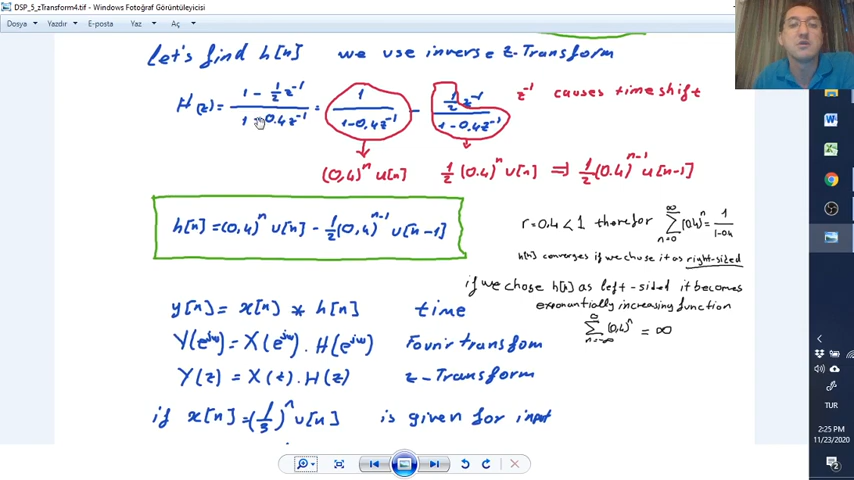 DSP_5_zTransform4.tif - Windows Fotoğraf Görüntüleyicisi
Dosya Yazdır E-posta Yaz Aç
Let's find h[n] we use inverse z-Transform
H(z) = (1 - 1/2 z^-1)/(1 - 0.4z^-1) = 1/(1-0.4z^-1) - (1/2 z^-1)/(1-0.4z^-1) z^-1 causes time shift
(0,4)^n u[n] 1/2 (0.4)^n u[n] ⇒ 1/2 (0.4)^n-1 u[n-1]
h[n] = (0,4)^n u[n] - 1/2 (0,4)^n-1 u[n-1]
r = 0,4 < 1 therefor ∑_{n=0}^{∞} (0,4)^n = 1/(1-0.4)
h[n] converges if we chose it as right-sided
if we chose h[n] as left-sided it becomes
exponantially increasing function
∑_{n=-∞}^{0} (0,4)^n = ∞
y[n] = x[n] * h[n] time
Y(e^jω) = X(e^jω) . H(e^jω) Fourir transfom
Y(z) = X(z) . H(z) z-Transform
if x[n] = (1/3)^n u[n] is given for input
TUR
2:25 PM
11/23/2020
2